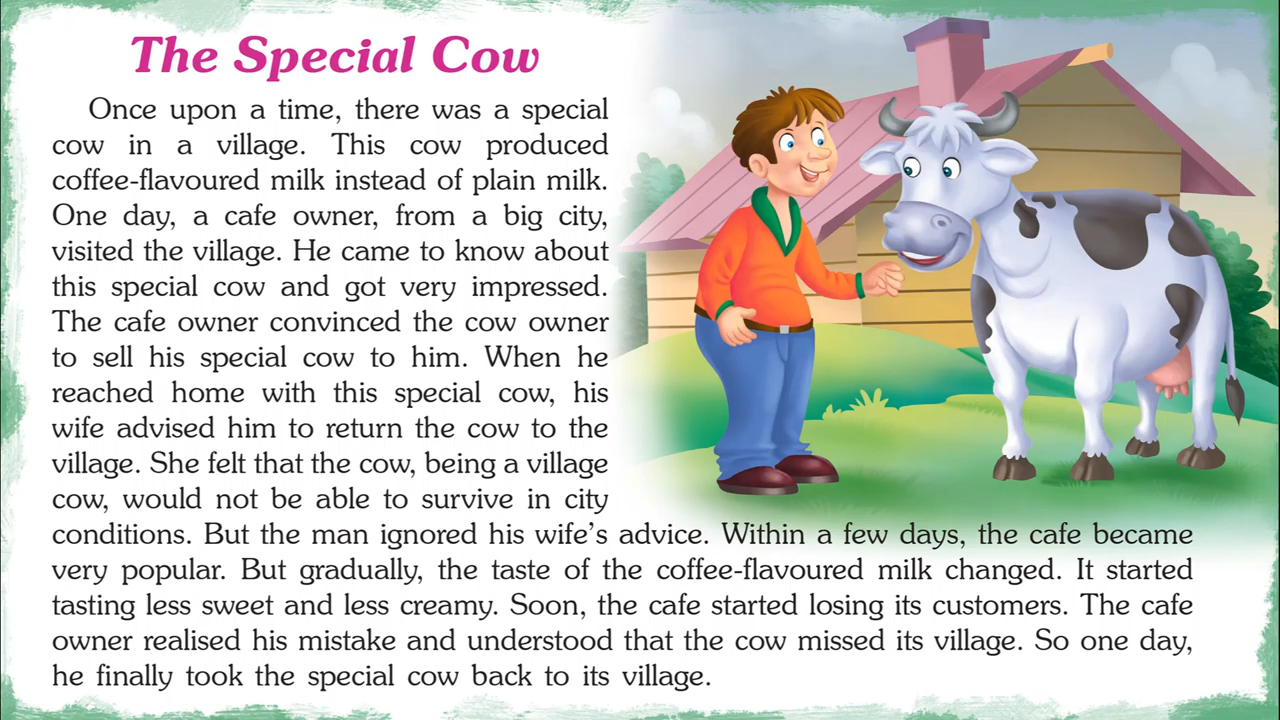 The Special Cow
Once upon a time, there was a special
cow in a village. This cow produced
coffee-flavoured milk instead of plain milk.
One day, a cafe owner, from a big city,
visited the village. He came to know about
this special cow and got very impressed.
The cafe owner convinced the cow owner
to sell his special cow to him. When he
reached home with this special cow, his
wife advised him to return the cow to the
village. She felt that the cow, being a village
cow, would not be able to survive in city
conditions. But the man ignored his wife's advice. Within a few days, the cafe became
very popular. But gradually, the taste of the coffee-flavoured milk changed. It started
tasting less sweet and less creamy. Soon, the cafe started losing its customers. The cafe
owner realised his mistake and understood that the cow missed its village. So one day,
he finally took the special cow back to its village.